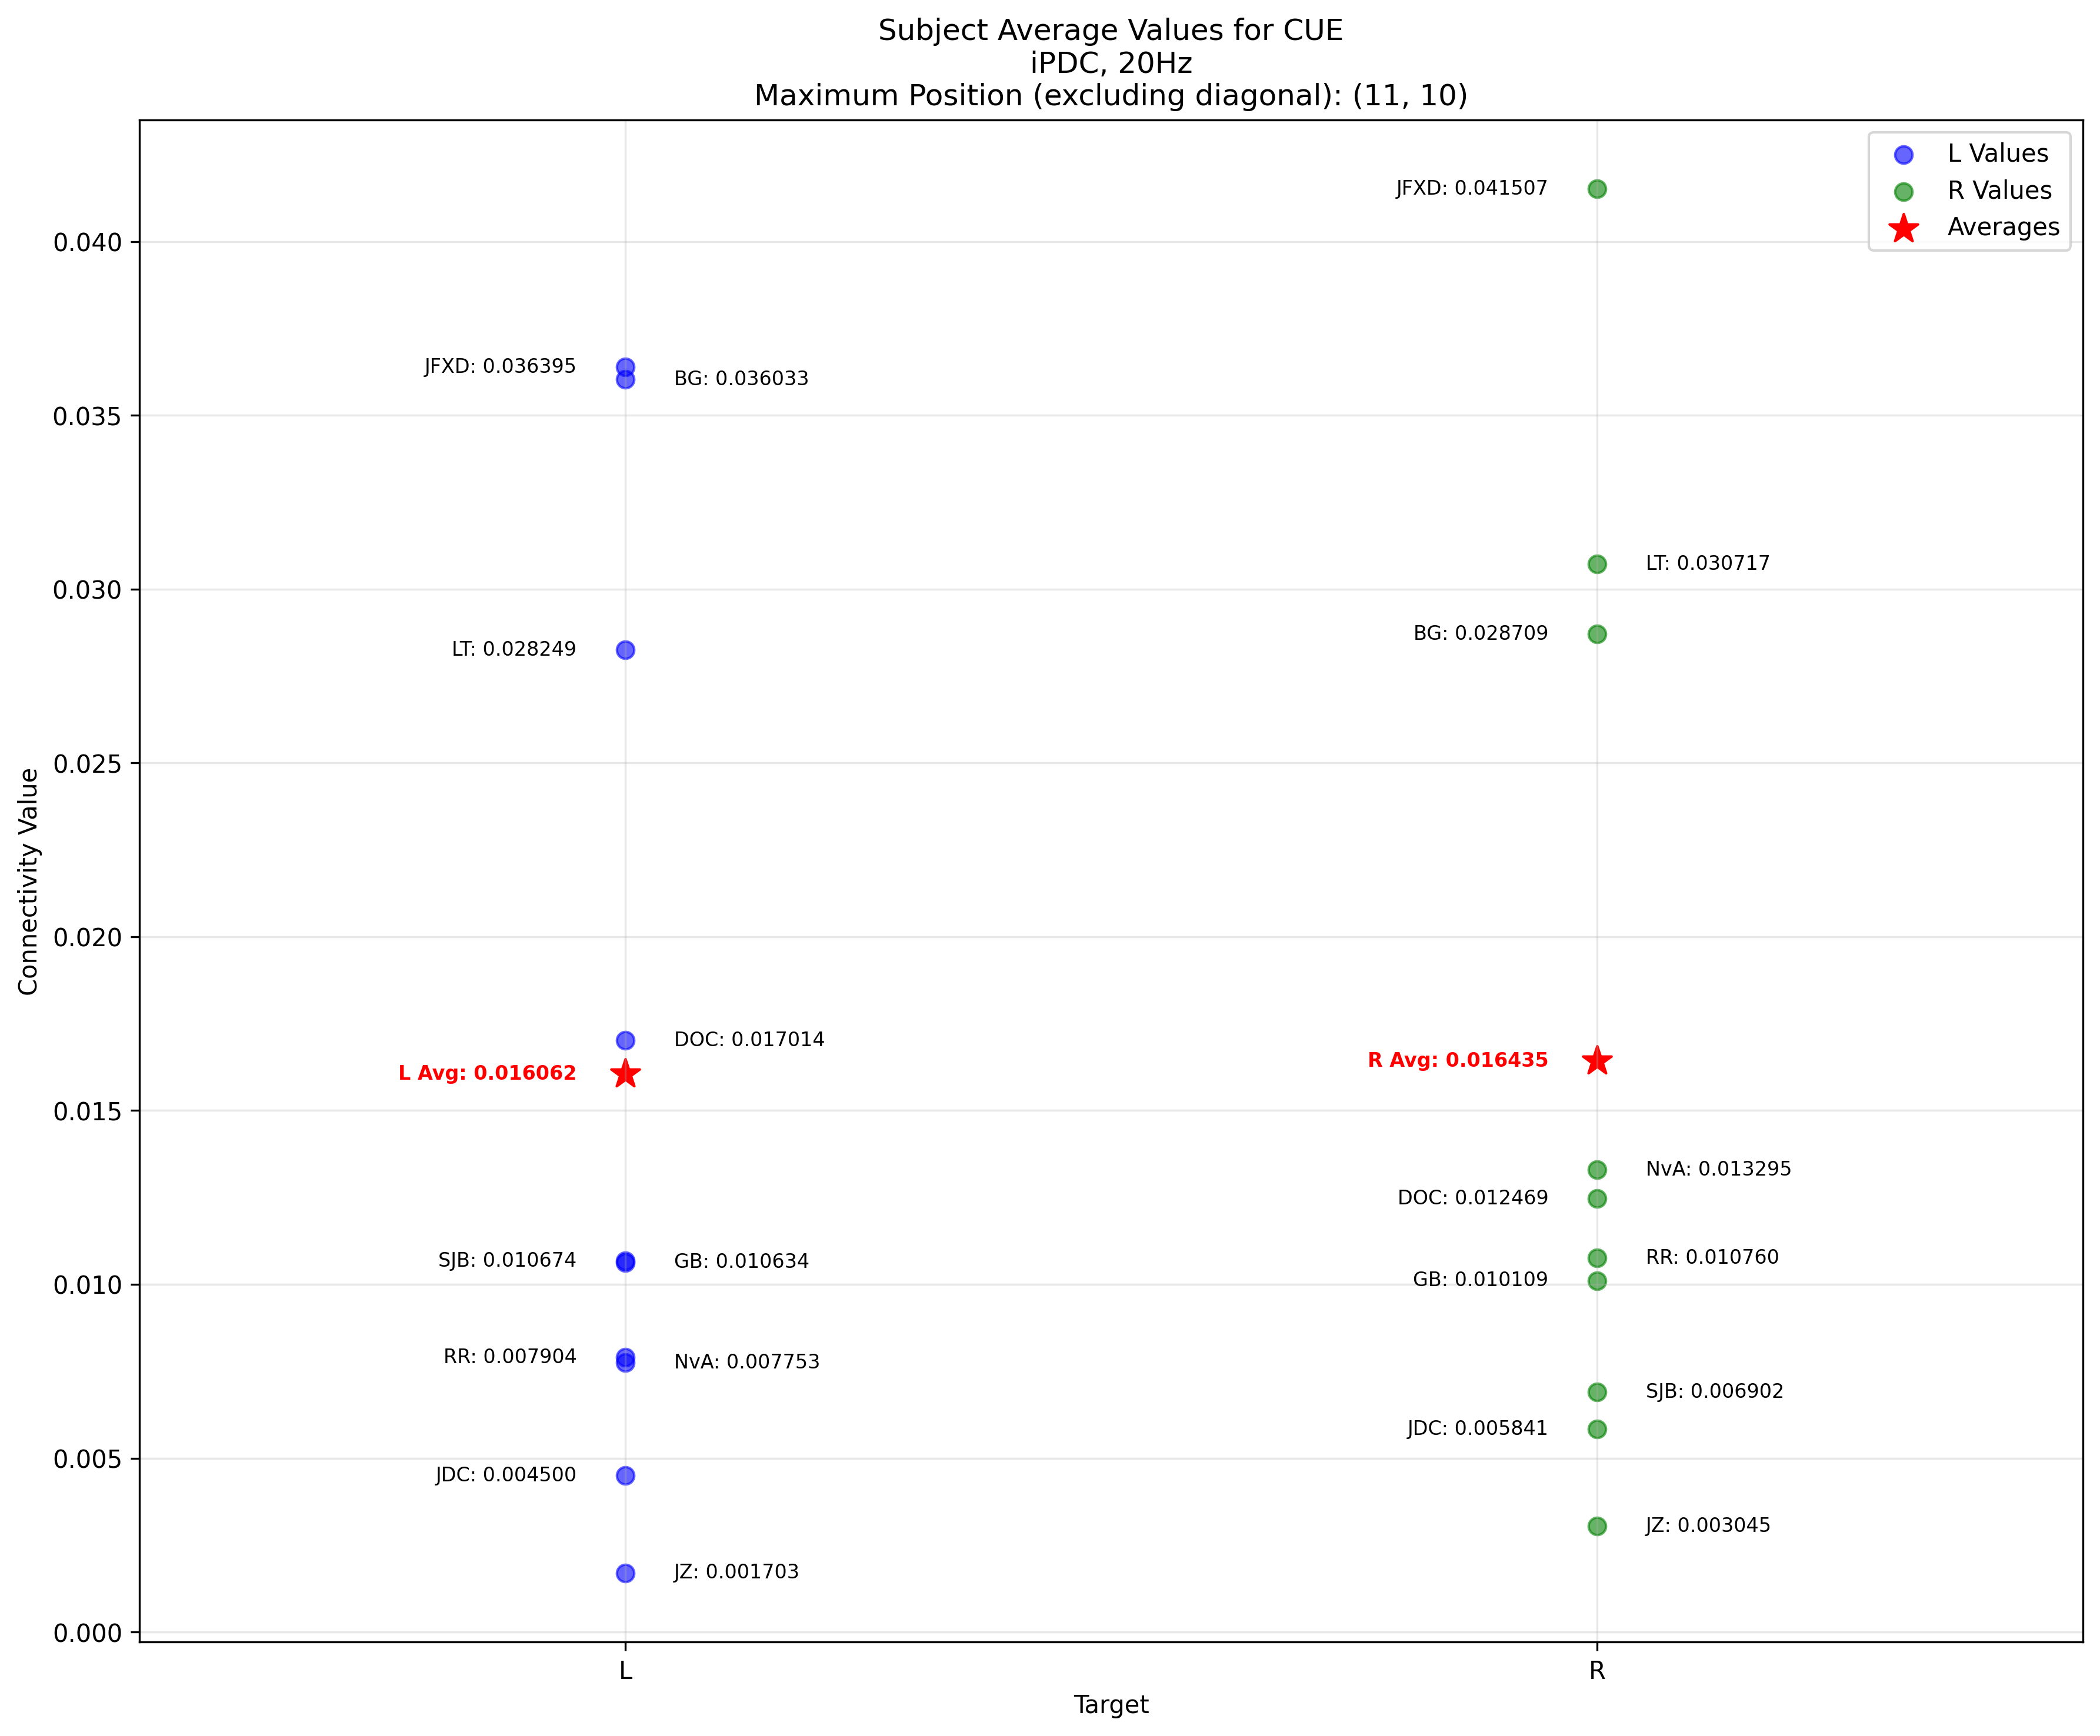 Subject Average Values for CUE
iPDC, 20Hz
Maximum Position (excluding diagonal): (11, 10)
L Values
R Values
Averages
Connectivity Value
0.040
0.035
0.030
0.025
0.020
0.015
0.010
0.005
0.000
JFXD: 0.036395
BG: 0.036033
LT: 0.028249
DOC: 0.017014
L Avg: 0.016062
SJB: 0.010674
GB: 0.010634
RR: 0.007904
NvA: 0.007753
JDC: 0.004500
JZ: 0.001703
JFXD: 0.041507
LT: 0.030717
BG: 0.028709
R Avg: 0.016435
NvA: 0.013295
DOC: 0.012469
RR: 0.010760
GB: 0.010109
SJB: 0.006902
JDC: 0.005841
JZ: 0.003045
L
R
Target